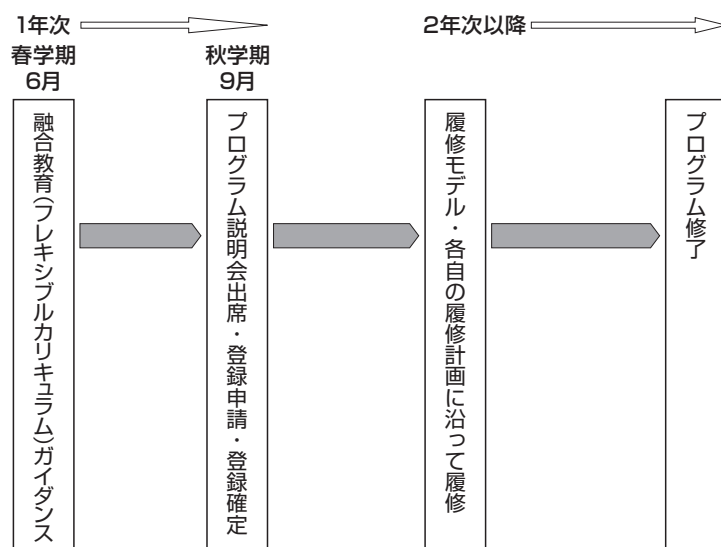 1年次
2年次以降
春学期
6月
秋学期
9月
融合教育(フレキシブルカリキュラム)ガイダンス
プログラム説明会出席・登録申請・登録確定
履修モデル・各自の履修計画に沿って履修
プログラム修了